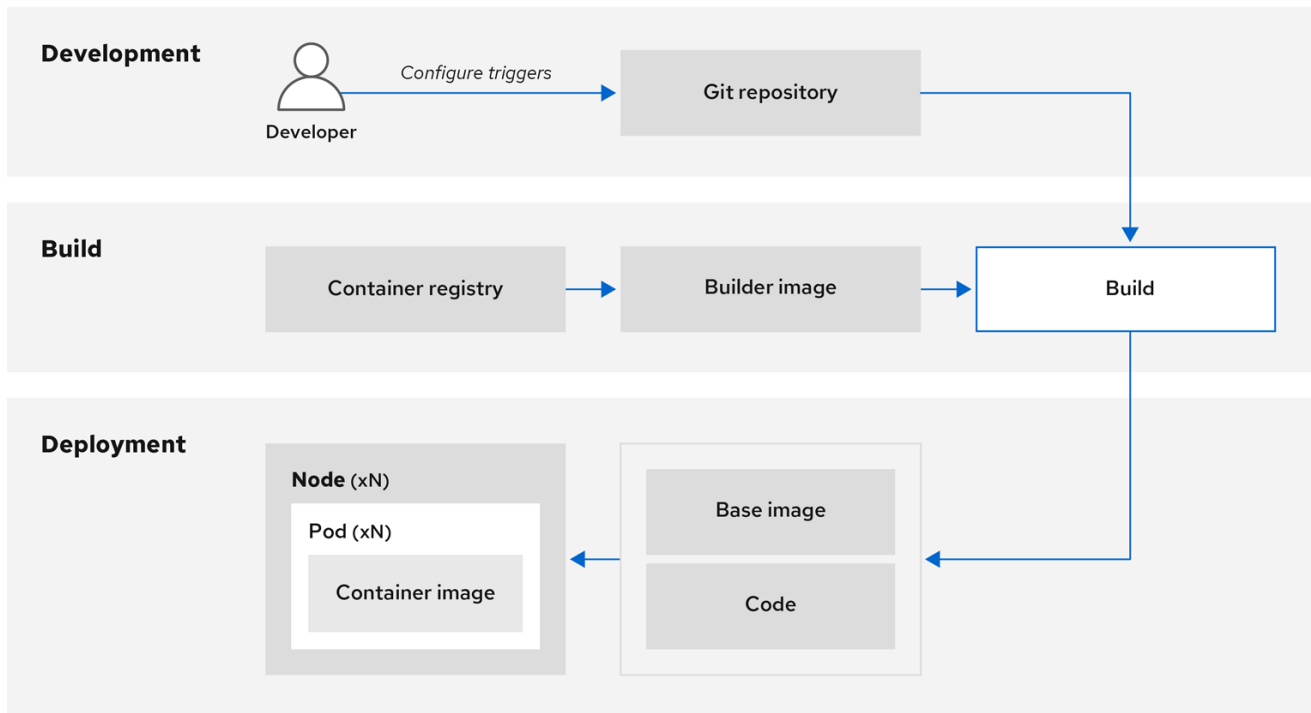 Development
Configure triggers
Git repository
Developer
Build
Container registry
Builder image
Build
Deployment
Node (xN)
Pod (xN)
Container image
Base image
Code